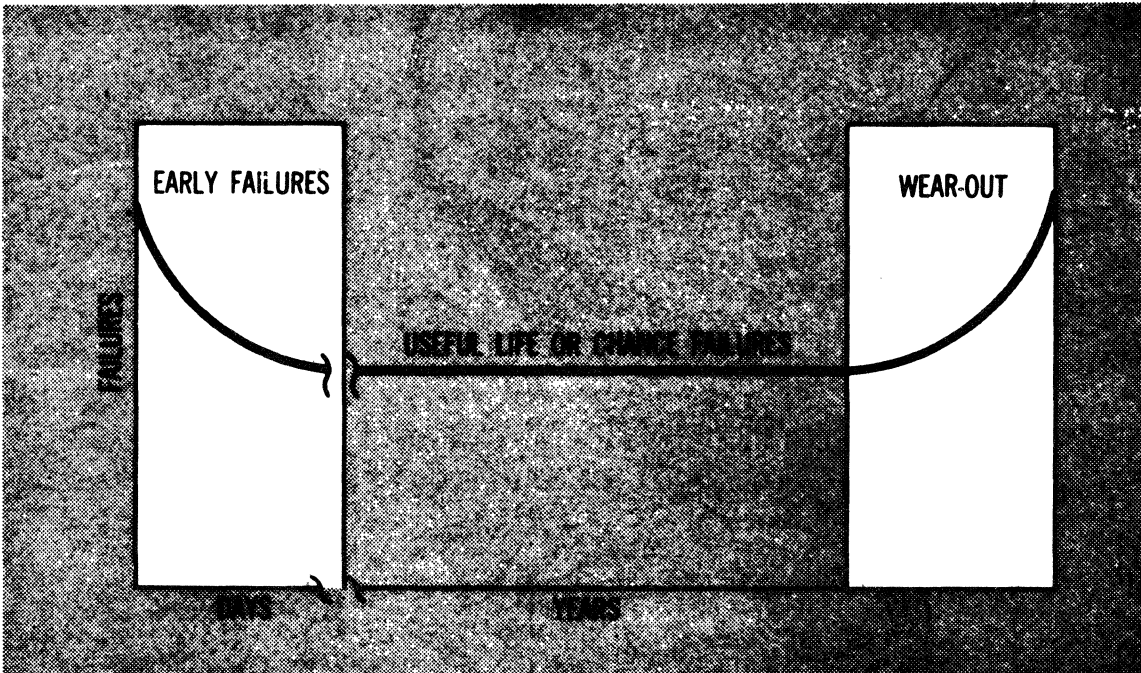 EARLY FAILURES
WEAR-OUT
FAILURES
USEFUL LIFE OR CHANCE FAILURES
DAYS
YEARS